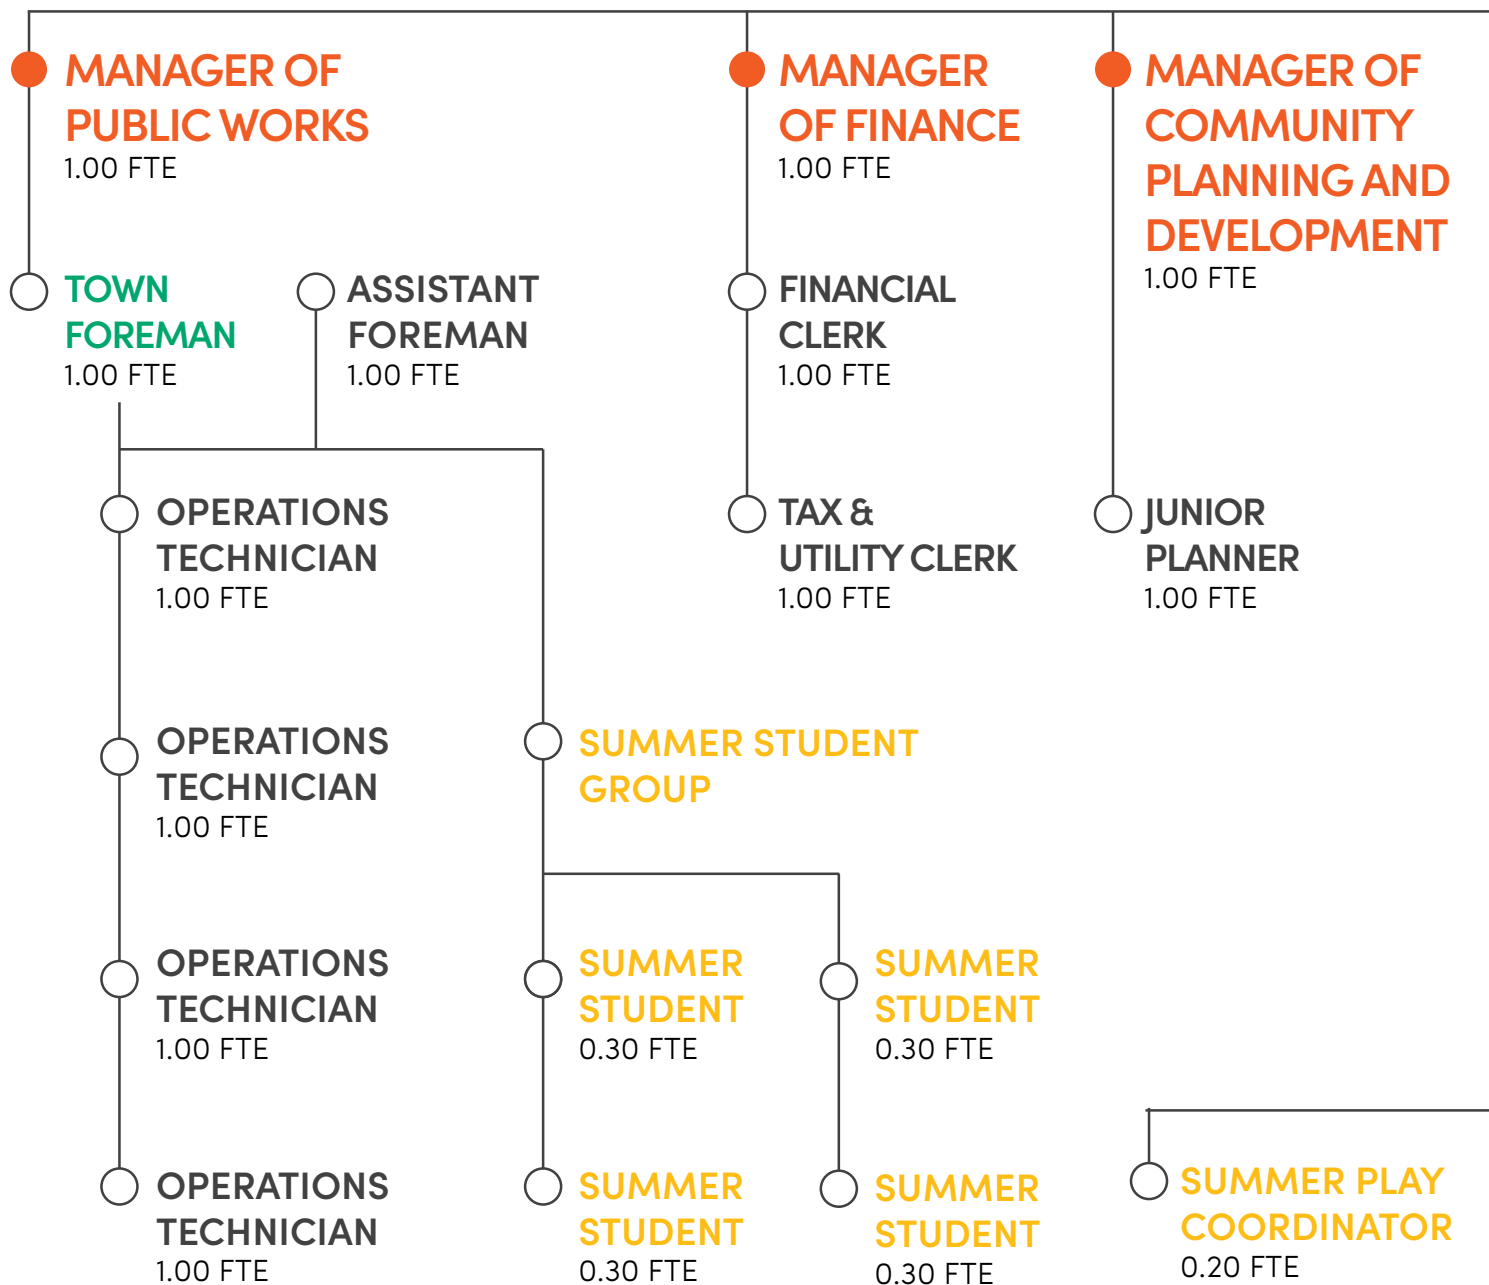 MANAGER OF
PUBLIC WORKS
1.00 FTE
MANAGER
OF FINANCE
1.00 FTE
MANAGER OF
COMMUNITY
PLANNING AND
DEVELOPMENT
1.00 FTE
TOWN
FOREMAN
1.00 FTE
ASSISTANT
FOREMAN
1.00 FTE
FINANCIAL
CLERK
1.00 FTE
OPERATIONS
TECHNICIAN
1.00 FTE
TAX &
UTILITY CLERK
1.00 FTE
JUNIOR
PLANNER
1.00 FTE
OPERATIONS
TECHNICIAN
1.00 FTE
SUMMER STUDENT
GROUP
OPERATIONS
TECHNICIAN
1.00 FTE
SUMMER
STUDENT
0.30 FTE
SUMMER
STUDENT
0.30 FTE
OPERATIONS
TECHNICIAN
1.00 FTE
SUMMER
STUDENT
0.30 FTE
SUMMER
STUDENT
0.30 FTE
SUMMER PLAY
COORDINATOR
0.20 FTE